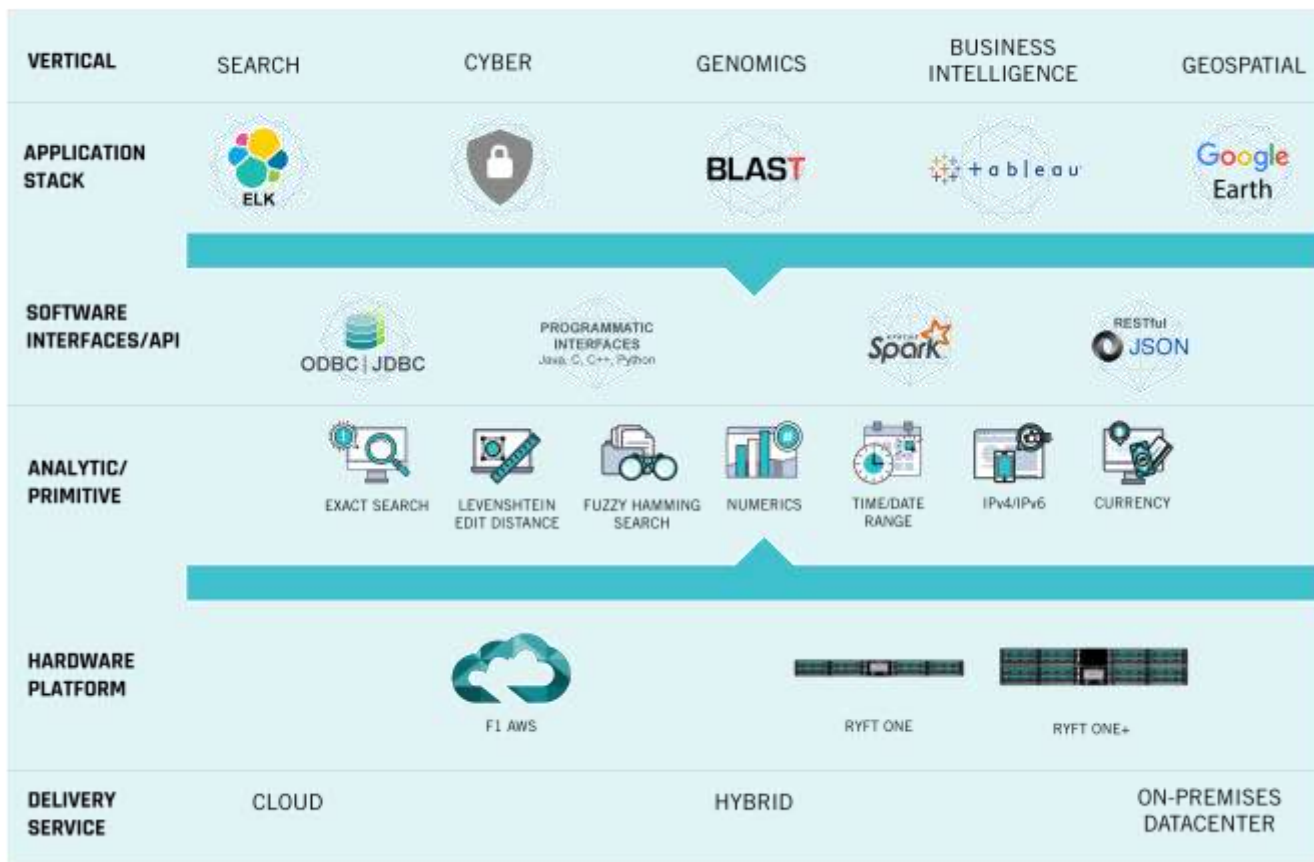 VERTICAL
SEARCH
CYBER
GENOMICS
BUSINESS
INTELLIGENCE
GEOSPATIAL
APPLICATION
STACK
ELK
BLAST
+ableau
Google
Earth
SOFTWARE
INTERFACES/API
ODBC|JDBC
PROGRAMMATIC
INTERFACES
Java, C, C++, Python
APACHE
Spark
RESTful
JSON
ANALYTIC/
PRIMITIVE
EXACT SEARCH
LEVENSHTEIN
EDIT DISTANCE
FUZZY HAMMING
SEARCH
NUMERICS
TIME/DATE
RANGE
IPv4/IPv6
CURRENCY
HARDWARE
PLATFORM
F1 AWS
RYFT ONE
RYFT ONE+
DELIVERY
SERVICE
CLOUD
HYBRID
ON-PREMISES
DATACENTER